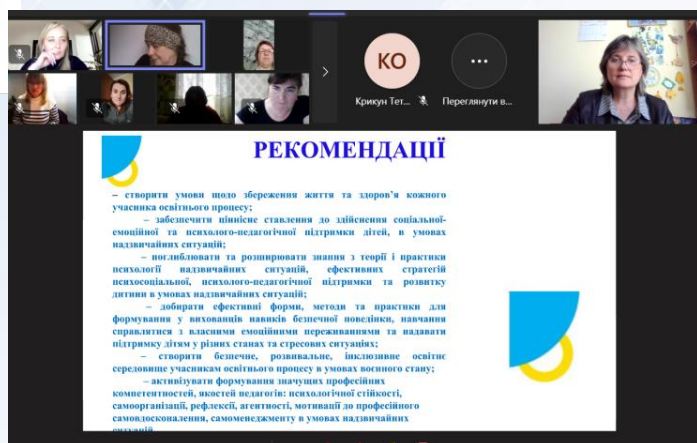 КО
...
Крикун Тет...
Переглянути в...
РЕКОМЕНДАЦІЇ
– створити умови щодо збереження життя та здоров'я кожного
учасника освітнього процесу;
– забезпечити ціннісне ставлення до здійснення соціальної-
емоційної та психолого-педагогічної підтримки дітей, в умовах
надзвичайних ситуацій;
– поглиблювати та розширювати знання з теорії і практики
психології надзвичайних ситуацій, ефективних стратегій
психосоціальної, психолого-педагогічної підтримки та розвитку
дитини в умовах надзвичайних ситуацій;
– добирати ефективні форми, методи та практики для
формування у вихованців навиків безпечної поведінки, навчання
справлятися з власними емоційними переживаннями та надавати
підтримку дітям у різних станах та стресових ситуаціях;
– створити безпечне, розвивальне, інклюзивне освітнє
середовище учасникам освітнього процесу в умовах воєнного стану;
– активізувати формування значущих професійних
компетентностей, якостей педагогів: психологічної стійкості,
самоорганізації, рефлексії, агентності, мотивації до професійного
самовдосконалення, самоменеджменту в умовах надзвичайних
ситуацій